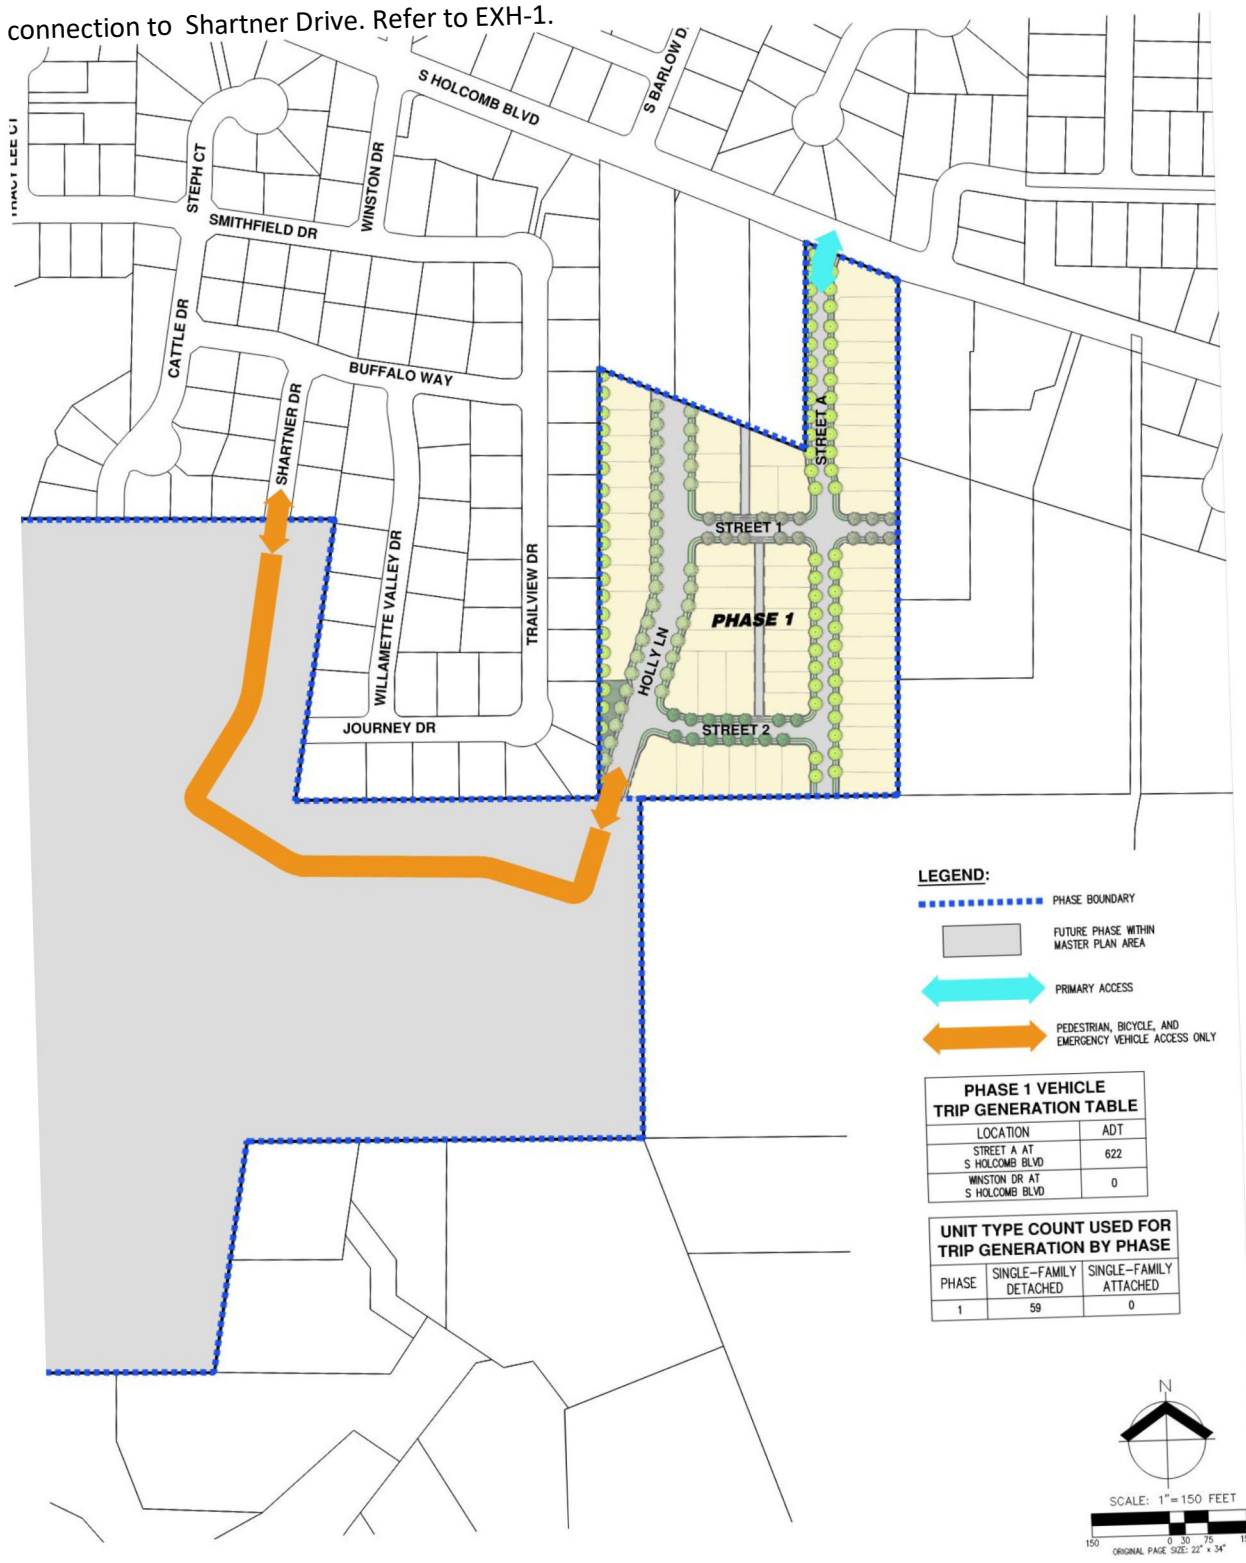 connection to Shartner Drive. Refer to EXH-1.
S HOLCOMB BLVD
S BARLOW D
TRACY LEE CT
STEPH CT
WINSTON DR
SMITHFIELD DR
CATTLE DR
BUFFALO WAY
SHARTNER DR
STREET A
STREET 1
WILLAMETTE VALLEY DR
TRAILVIEW DR
PHASE 1
HOLLY LN
JOURNEY DR
STREET 2
LEGEND:
PHASE BOUNDARY
FUTURE PHASE WITHIN
MASTER PLAN AREA
PRIMARY ACCESS
PEDESTRIAN, BICYCLE, AND
EMERGENCY VEHICLE ACCESS ONLY
PHASE 1 VEHICLE
TRIP GENERATION TABLE
LOCATION ADT
STREET A AT
S HOLCOMB BLVD 622
WINSTON DR AT
S HOLCOMB BLVD 0
UNIT TYPE COUNT USED FOR
TRIP GENERATION BY PHASE
PHASE SINGLE-FAMILY DETACHED SINGLE-FAMILY ATTACHED
1 59 0
N
SCALE: 1"=150 FEET
150 0 30 75
ORIGINAL PAGE SIZE: 22" x 34"